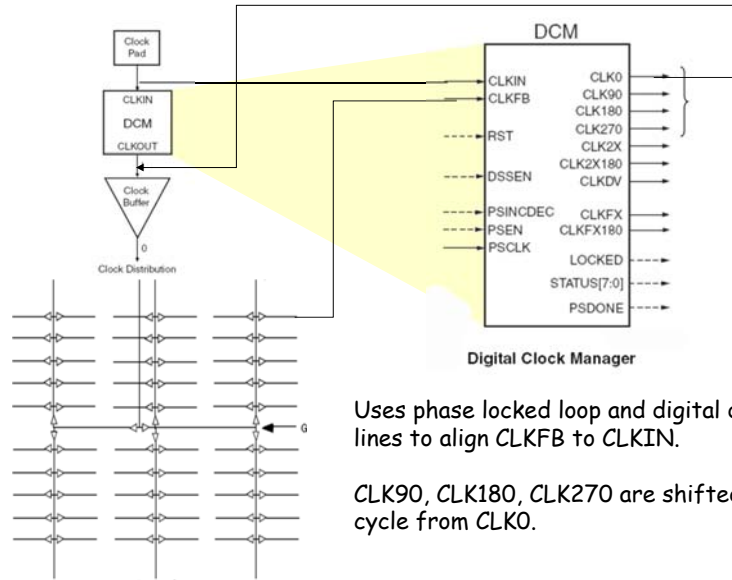 DCM
Clock
Pad
CLKIN
DCM
CLKOUT
Clock
Buffer
0
Clock Distribution
G
CLKIN
CLKFB
RST
DSSEN
PSINCDEC
PSEN
PSCLK
CLK0
CLK90
CLK180
CLK270
CLK2X
CLK2X180
CLKDV
CLKFX
CLKFX180
LOCKED
STATUS[7:0]
PSDONE
Digital Clock Manager
Uses phase locked loop and digital
lines to align CLKFB to CLKIN.
CLK90, CLK180, CLK270 are shifted
cycle from CLK0.